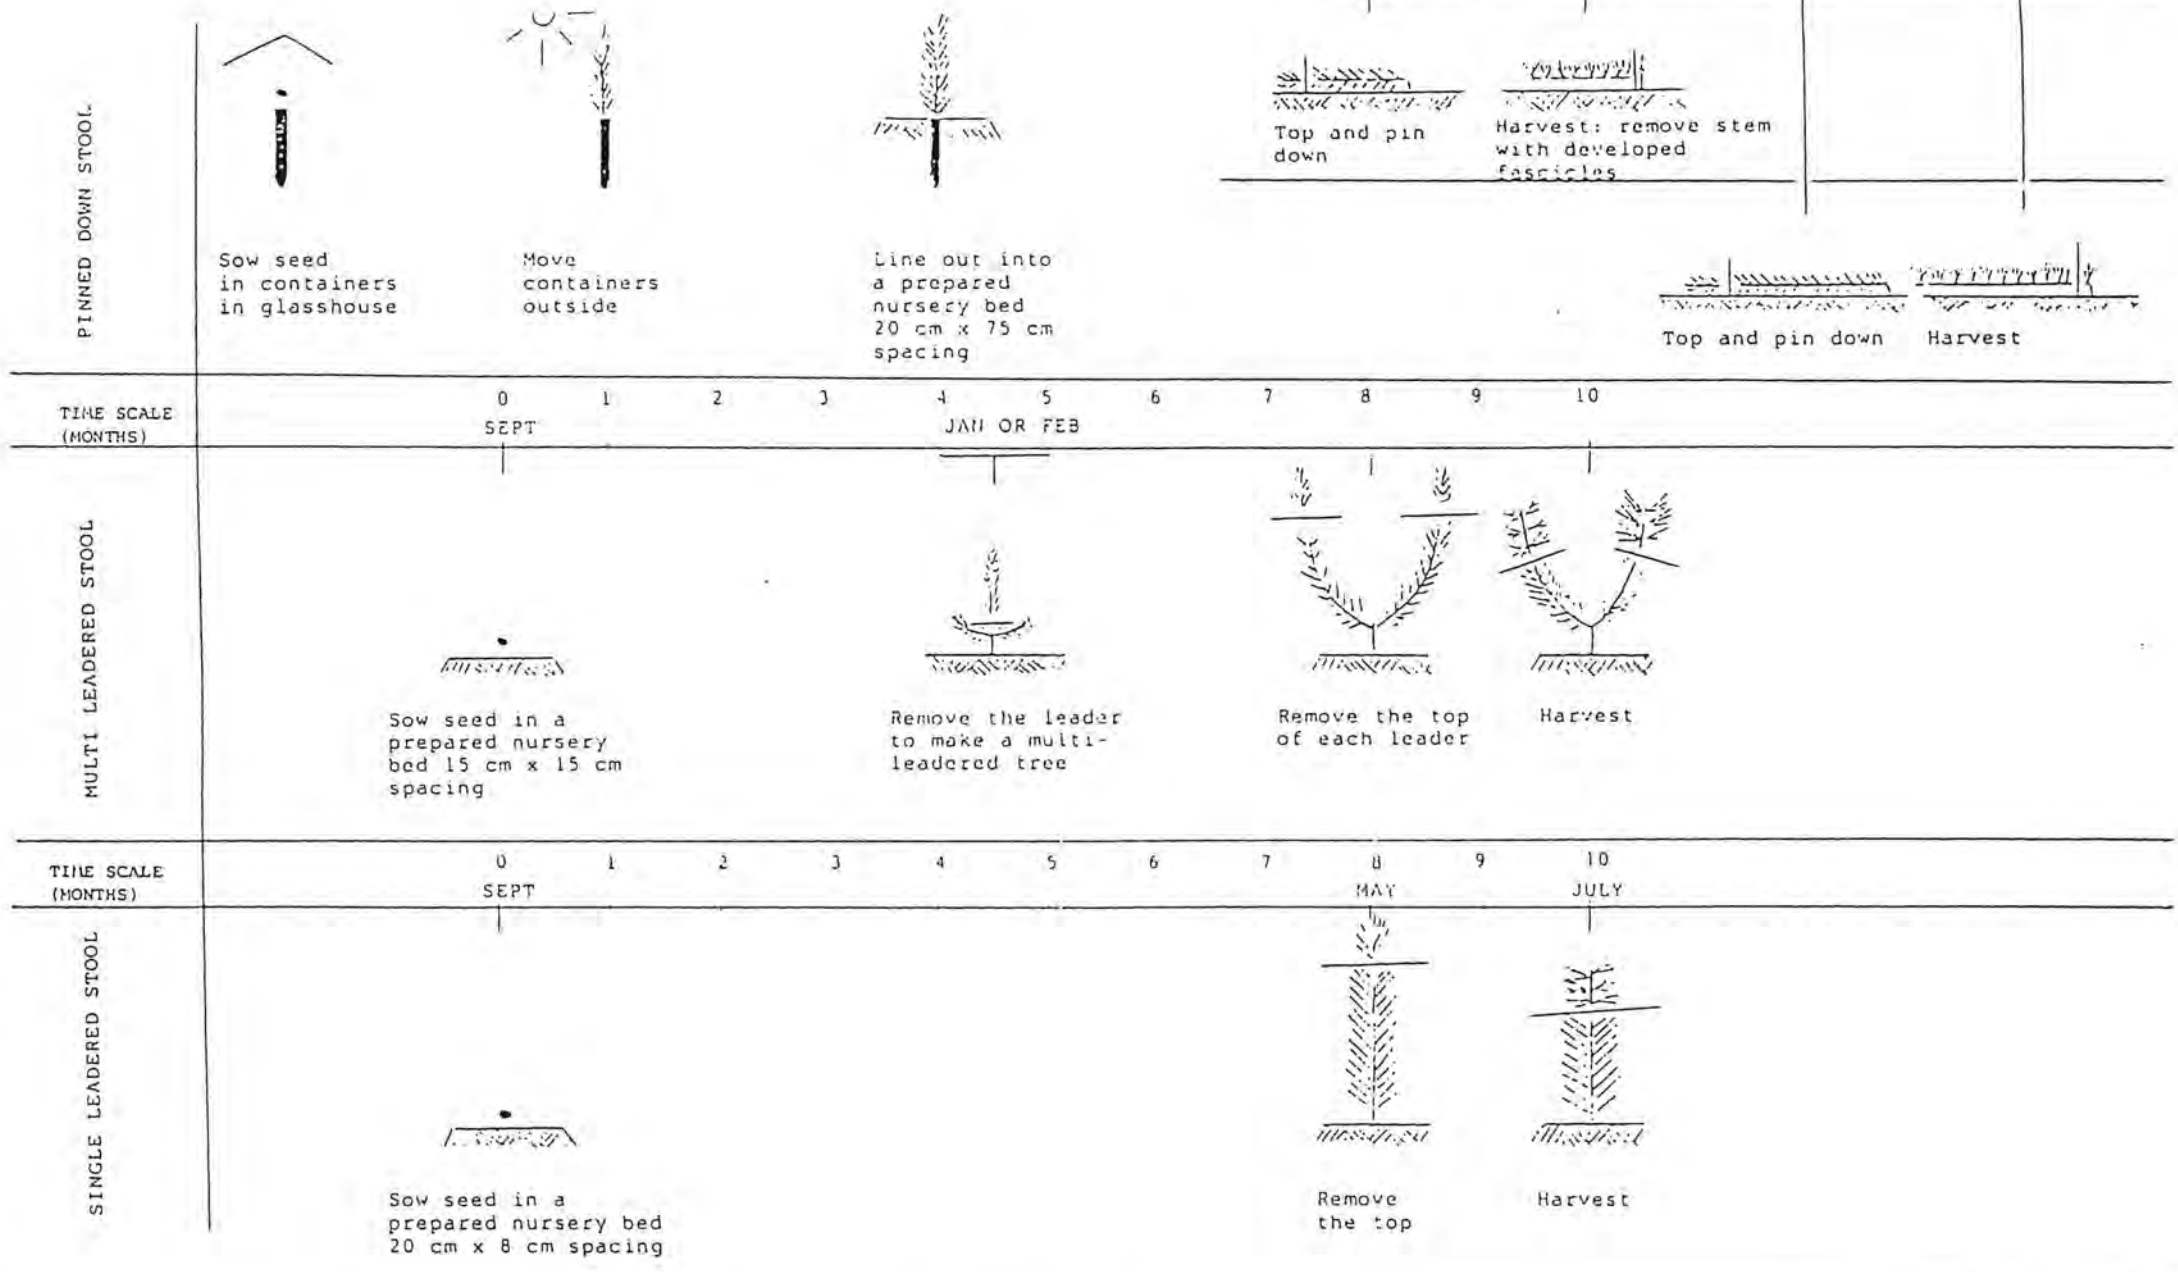 PINNED DOWN STOOL
Top and pin
down
Harvest: remove stem
with developed
fascicles
Sow seed
in containers
in glasshouse
Move
containers
outside
Line out into
a prepared
nursery bed
20 cm x 75 cm
spacing
Top and pin down
Harvest
TIME SCALE
(MONTHS)
0 1 2 3 4 5 6 7 8 9 10
SEPT
JAN OR FEB
MULTI LEADERED STOOL
Sow seed in a
prepared nursery
bed 15 cm x 15 cm
spacing
Remove the leader
to make a multi-
leadered tree
Remove the top
of each leader
Harvest
TIME SCALE
(MONTHS)
0 1 2 3 4 5 6 7 8 9 10
SEPT
MAY
JULY
SINGLE LEADERED STOOL
Sow seed in a
prepared nursery bed
20 cm x 8 cm spacing
Remove
the top
Harvest